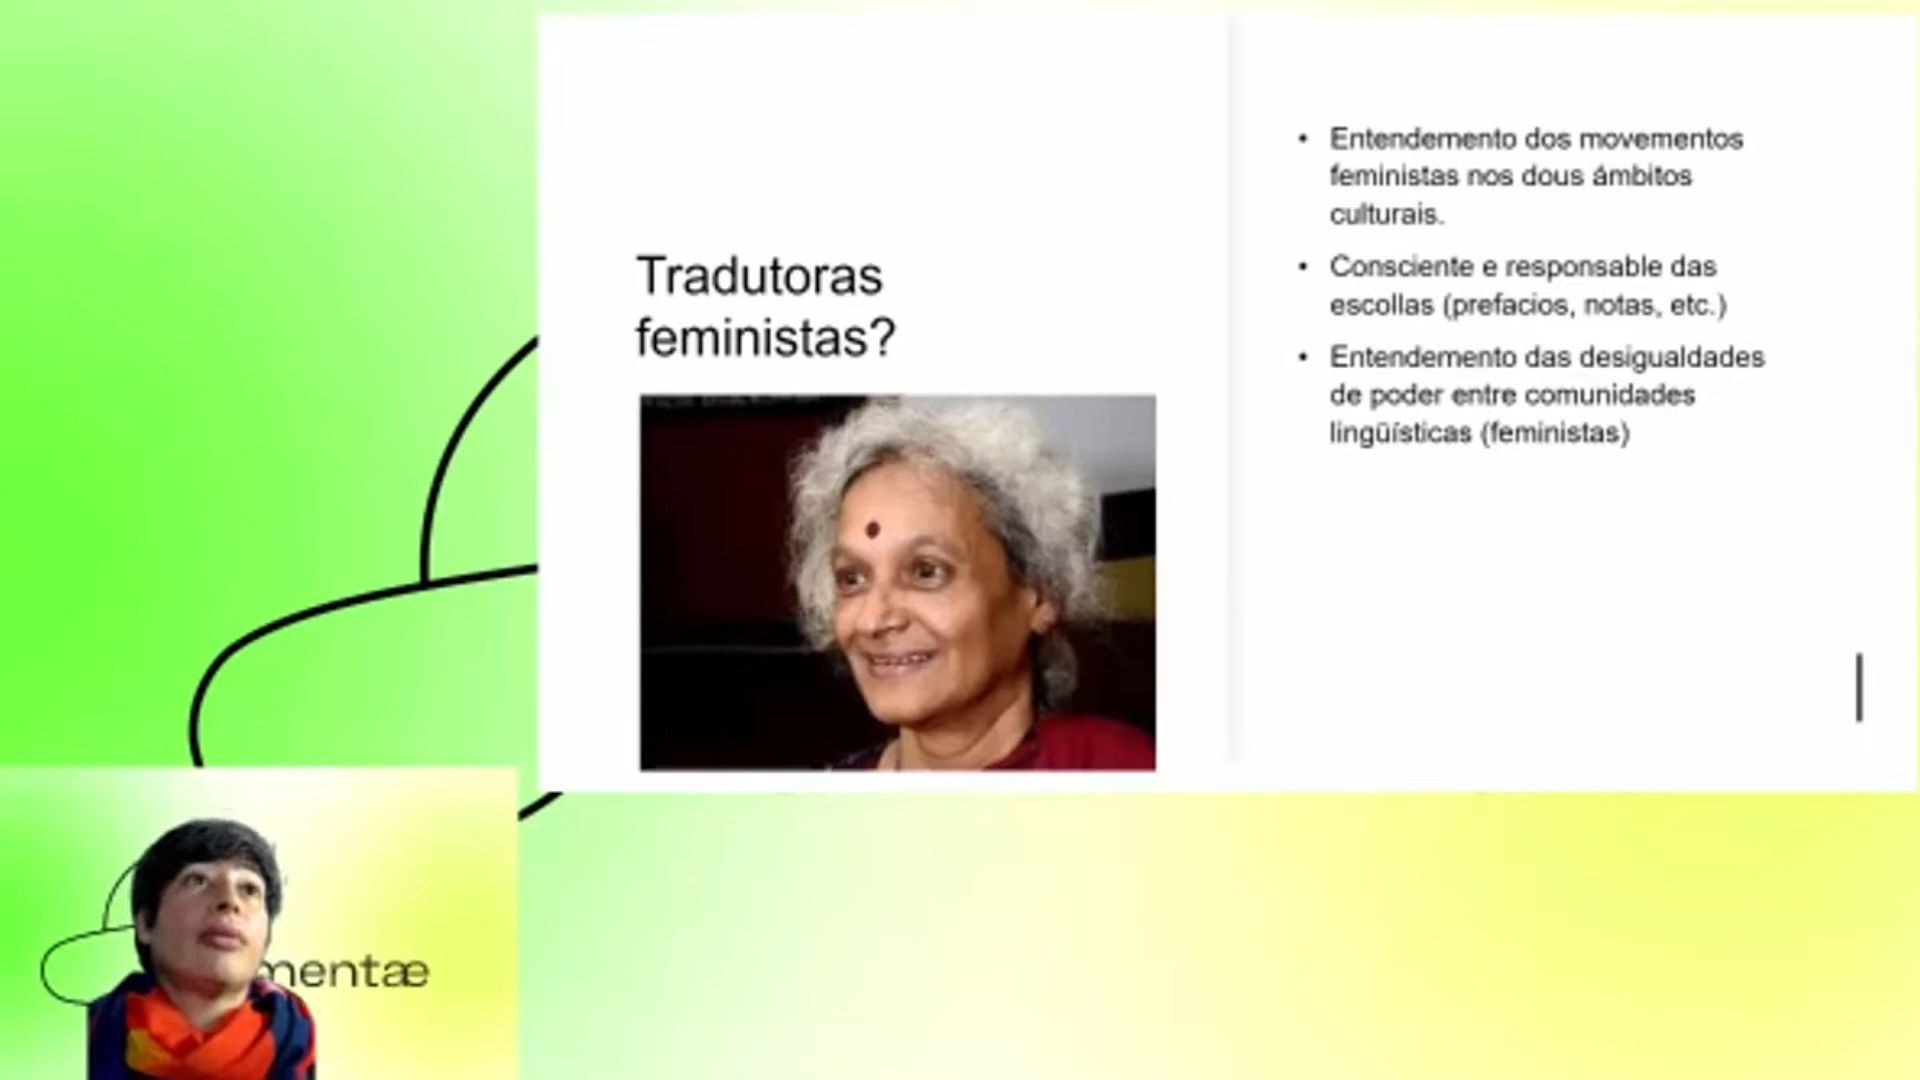 Tradutoras
feministas?
• Entendemento dos movementos
feministas nos dous ámbitos
culturais.
• Consciente e responsable das
escollas (prefacios, notas, etc.)
• Entendemento das desigualdades
de poder entre comunidades
lingüísticas (feministas)
mentæ